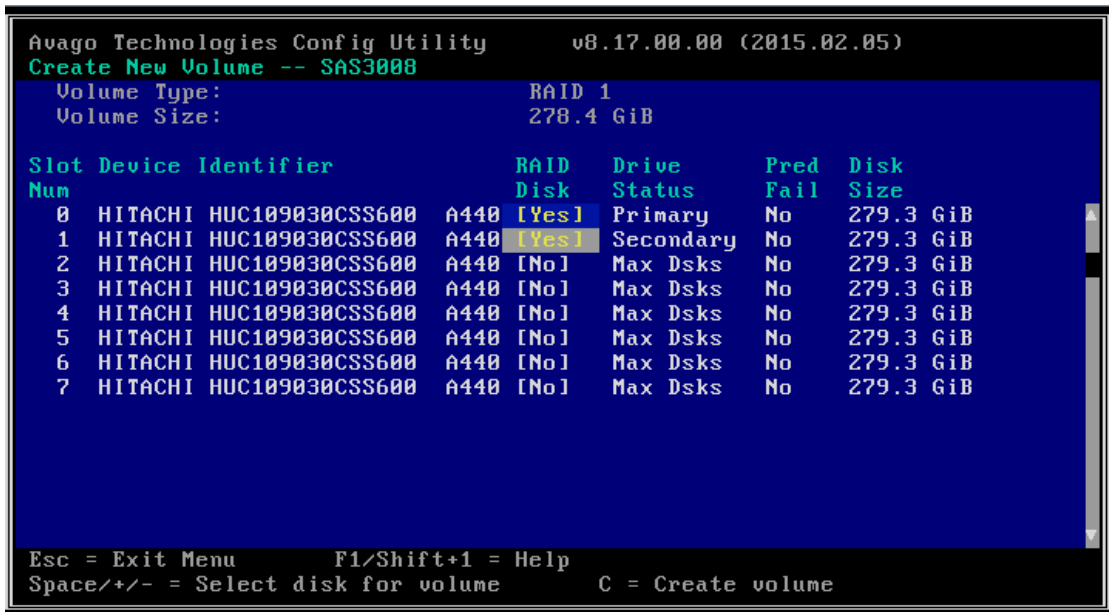 Avago Technologies Config Utility v8.17.00.00 (2015.02.05)
Create New Volume -- SAS3008
Volume Type: RAID 1
Volume Size: 278.4 GiB
Slot Device Identifier RAID Drive Pred Disk
Num Disk Status Fail Size
0 HITACHI HUC109030CSS600 A440 [Yes] Primary No 279.3 GiB
1 HITACHI HUC109030CSS600 A440 [Yes] Secondary No 279.3 GiB
2 HITACHI HUC109030CSS600 A440 [No] Max Dsks No 279.3 GiB
3 HITACHI HUC109030CSS600 A440 [No] Max Dsks No 279.3 GiB
4 HITACHI HUC109030CSS600 A440 [No] Max Dsks No 279.3 GiB
5 HITACHI HUC109030CSS600 A440 [No] Max Dsks No 279.3 GiB
6 HITACHI HUC109030CSS600 A440 [No] Max Dsks No 279.3 GiB
7 HITACHI HUC109030CSS600 A440 [No] Max Dsks No 279.3 GiB
Esc = Exit Menu F1/Shift+1 = Help
Space/+/- = Select disk for volume C = Create volume